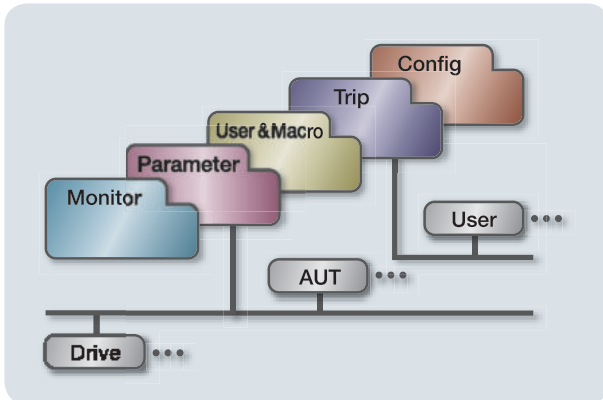 Config
Trip
User & Macro
Parameter
Monitor
User
AUT
Drive